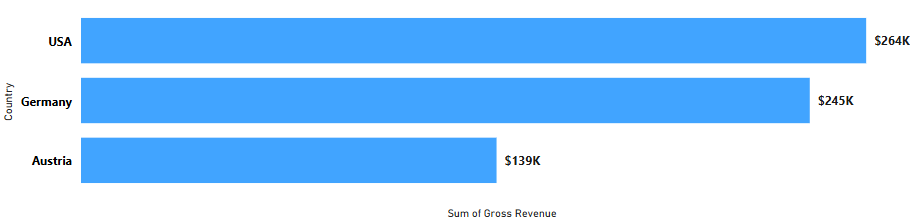 USA $264K
Country
Germany $245K
Austria $139K
Sum of Gross Revenue